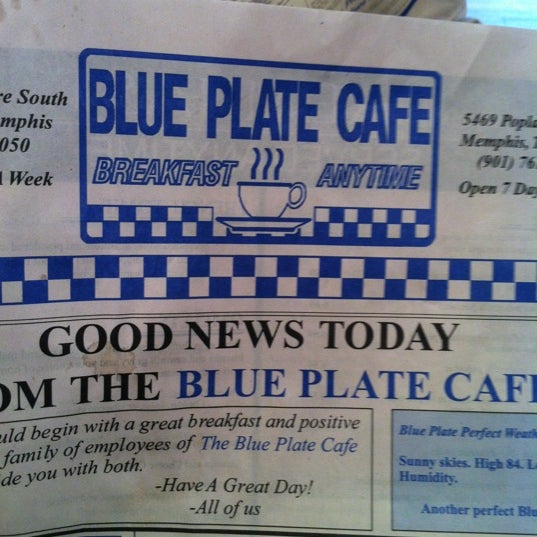 re South
mphis
050
A Week
BLUE PLATE CAFE
BREAKFAST ANYTIME
5469 Popla
Memphis, T
(901) 76
Open 7 Day
GOOD NEWS TODAY
OM THE BLUE PLATE CAFE
uld begin with a great breakfast and positive
family of employees of The Blue Plate Cafe
ide you with both.
-Have A Great Day!
-All of us
Blue Plate Perfect Weath
Sunny skies. High 84. L
Humidity.
Another perfect Blu